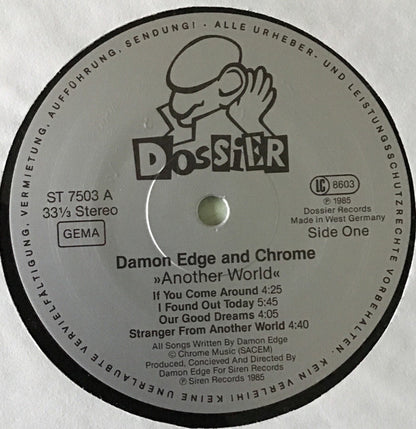 ALLE URHEBER- UND LEISTUNGSSCHUTZRECHTE VORBEHALTEN. KEIN VERLEIH! KEINE UNERLAUBTE VERVIELFÄLTIGUNG, VERMIETUNG, AUFFÜHRUNG, SENDUNG! -
DOSSiER
ST 7503 A
33⅓ Stereo
GEMA
LC 8603
Ⓟ 1985
Dossier Records
Made in West Germany
Side One
Damon Edge and Chrome
»Another World«
If You Come Around 4:25
I Found Out Today 5:45
Our Good Dreams 4:05
Stranger From Another World 4:40
All Songs Written By Damon Edge
© Chrome Music (SACEM)
Produced, Concieved And Directed By
Damon Edge For Siren Records
Ⓟ Siren Records 1985